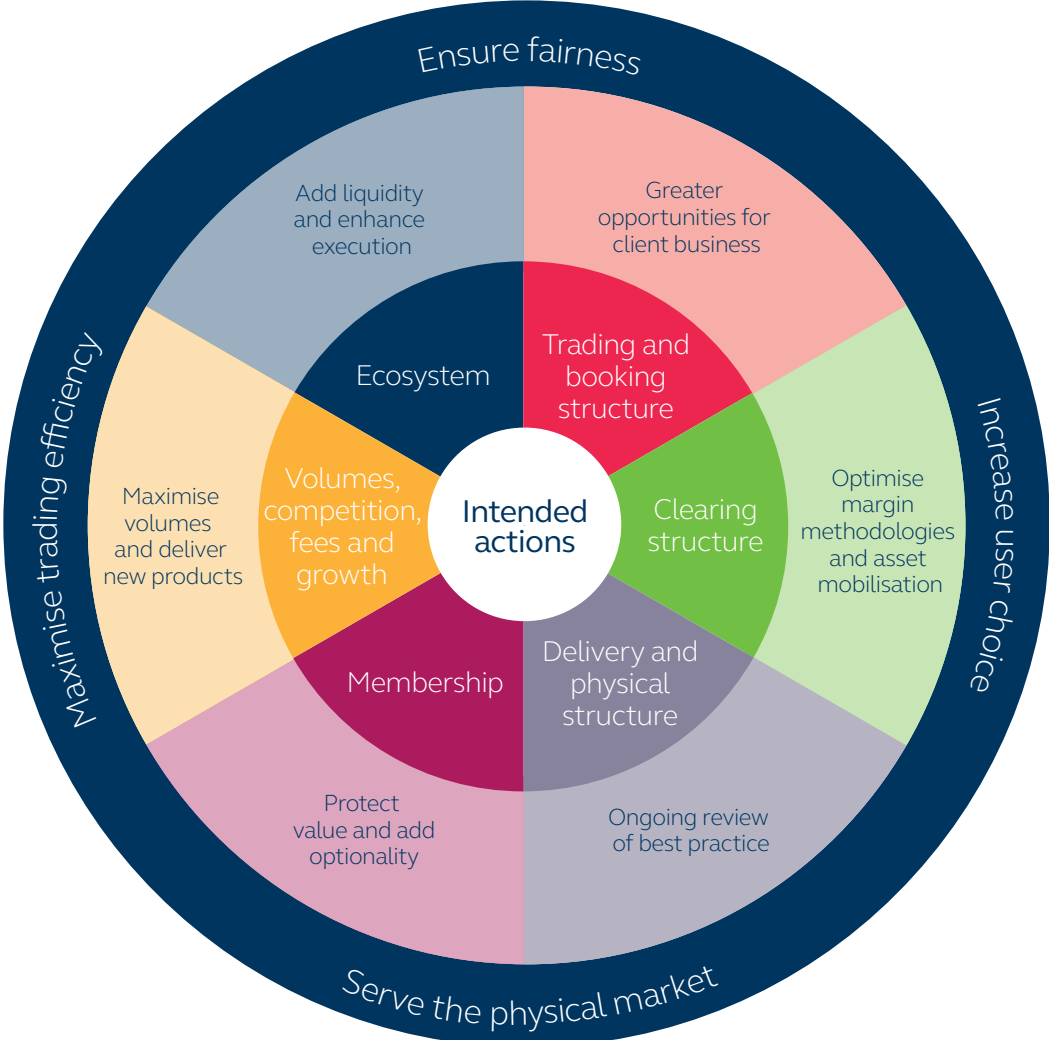 Ensure fairness
Add liquidity
and enhance
execution
Greater
opportunities for
client business
Ecosystem
Trading and
booking
structure
Maximise trading efficiency
Maximise
volumes
and deliver
new products
Volumes,
competition,
fees and
growth
Intended
actions
Clearing
structure
Optimise
margin
methodologies
and asset
mobilisation
Increase user choice
Membership
Delivery and
physical
structure
Protect
value and add
optionality
Ongoing review
of best practice
Serve the physical market